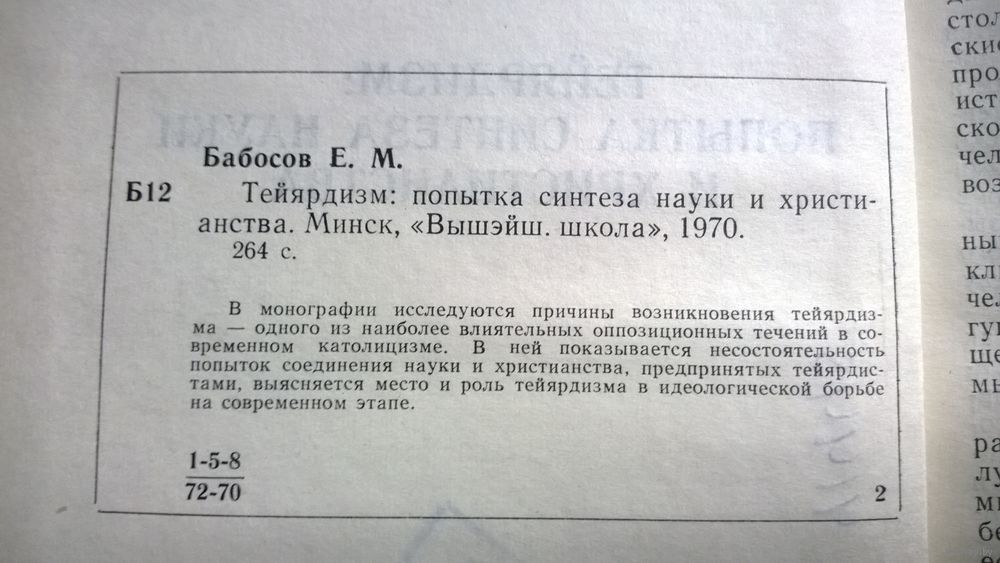 Бабосов Е. М.
Б12 Тейярдизм: попытка синтеза науки и христи-
анства. Минск, «Вышэйш. школа», 1970.
264 с.
В монографии исследуются причины возникновения тейярдиз-
ма — одного из наиболее влиятельных оппозиционных течений в со-
временном католицизме. В ней показывается несостоятельность
попыток соединения науки и христианства, предпринятых тейярдис-
тами, выясняется место и роль тейярдизма в идеологической борьбе
на современном этапе.
1-5-8
72-70
2